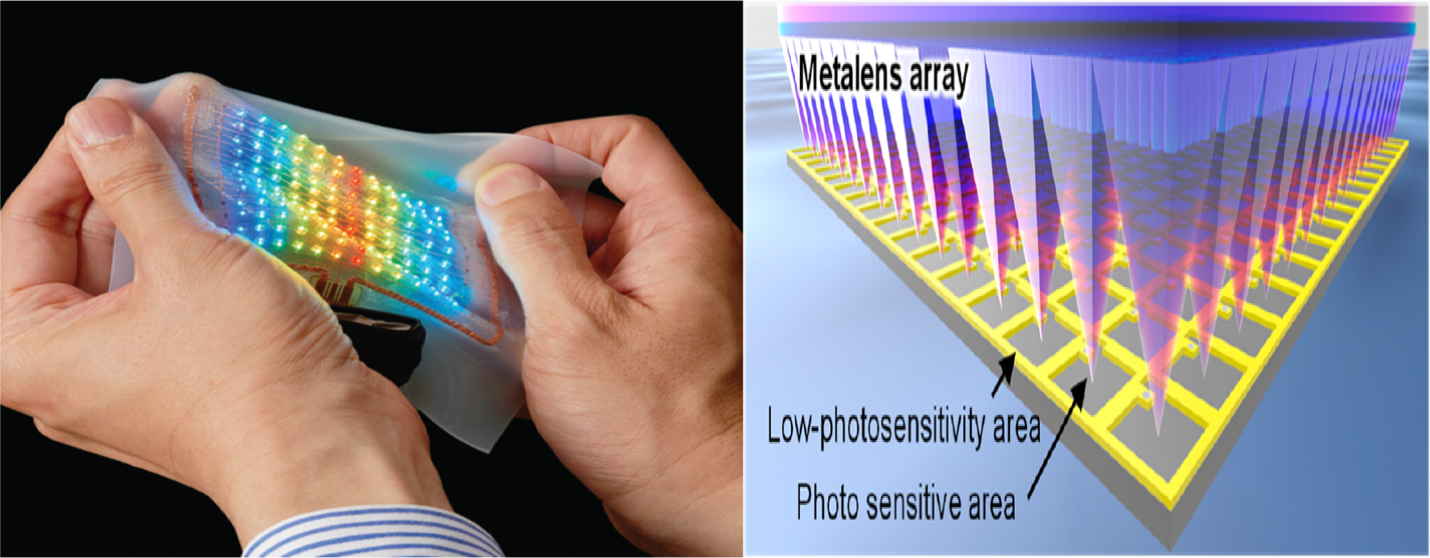 Metalens array
Low-photosensitivity area
Photo sensitive area